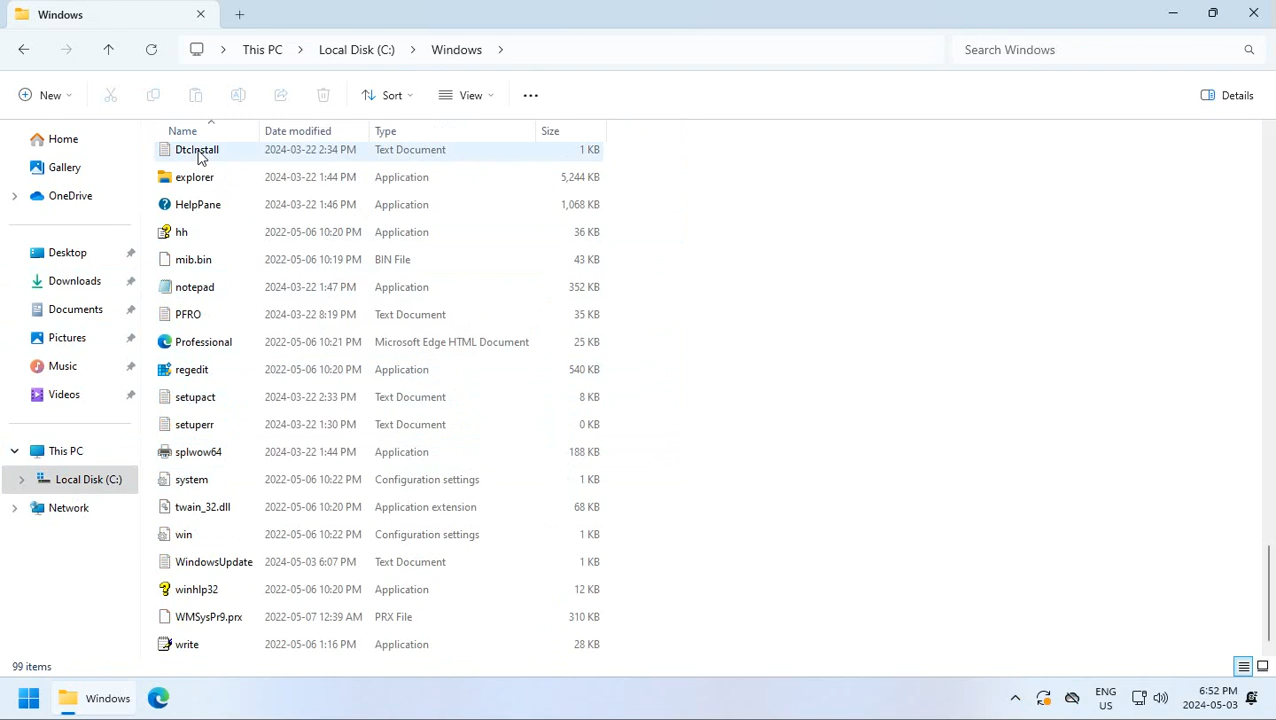 Windows
This PC Local Disk (C:) Windows
Search Windows
New Sort View Details
Name Date modified Type Size
Home
Gallery
OneDrive
Desktop
Downloads
Documents
Pictures
Music
Videos
This PC
Local Disk (C:)
Network
DtcInstall 2024-03-22 2:34 PM Text Document 1 KB
explorer 2024-03-22 1:44 PM Application 5,244 KB
HelpPane 2024-03-22 1:46 PM Application 1,068 KB
hh 2022-05-06 10:20 PM Application 36 KB
mib.bin 2022-05-06 10:19 PM BIN File 43 KB
notepad 2024-03-22 1:47 PM Application 352 KB
PFRO 2024-03-22 8:19 PM Text Document 35 KB
Professional 2022-05-06 10:21 PM Microsoft Edge HTML Document 25 KB
regedit 2022-05-06 10:20 PM Application 540 KB
setupact 2024-03-22 2:33 PM Text Document 8 KB
setuperr 2024-03-22 1:30 PM Text Document 0 KB
splwow64 2024-03-22 1:44 PM Application 188 KB
system 2022-05-06 10:22 PM Configuration settings 1 KB
twain_32.dll 2022-05-06 10:20 PM Application extension 68 KB
win 2022-05-06 10:22 PM Configuration settings 1 KB
WindowsUpdate 2024-05-03 6:07 PM Text Document 1 KB
winhlp32 2022-05-06 10:20 PM Application 12 KB
WMSysPr9.prx 2022-05-07 12:39 AM PRX File 310 KB
write 2022-05-06 1:16 PM Application 28 KB
99 items
Windows
ENG
US
6:52 PM
2024-05-03